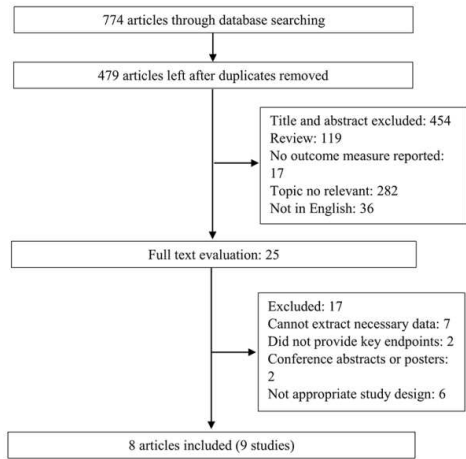 774 articles through database searching
479 articles left after duplicates removed
Title and abstract excluded: 454
Review: 119
No outcome measure reported:
17
Topic no relevant: 282
Not in English: 36
Full text evaluation: 25
Excluded: 17
Cannot extract necessary data: 7
Did not provide key endpoints: 2
Conference abstracts or posters:
2
Not appropriate study design: 6
8 articles included (9 studies)